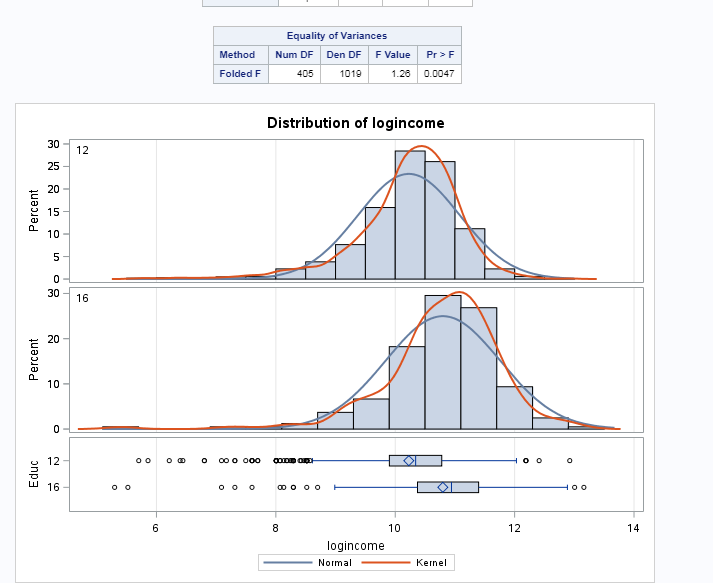 Equality of Variances
Method Num DF Den DF F Value Pr > F
Folded F 405 1019 1.26 0.0047
Distribution of logincome
12
30
25
20
15
10
5
0
Percent
16
30
20
10
0
Percent
Educ
12
16
6 8 10 12 14
logincome
Normal Kernel